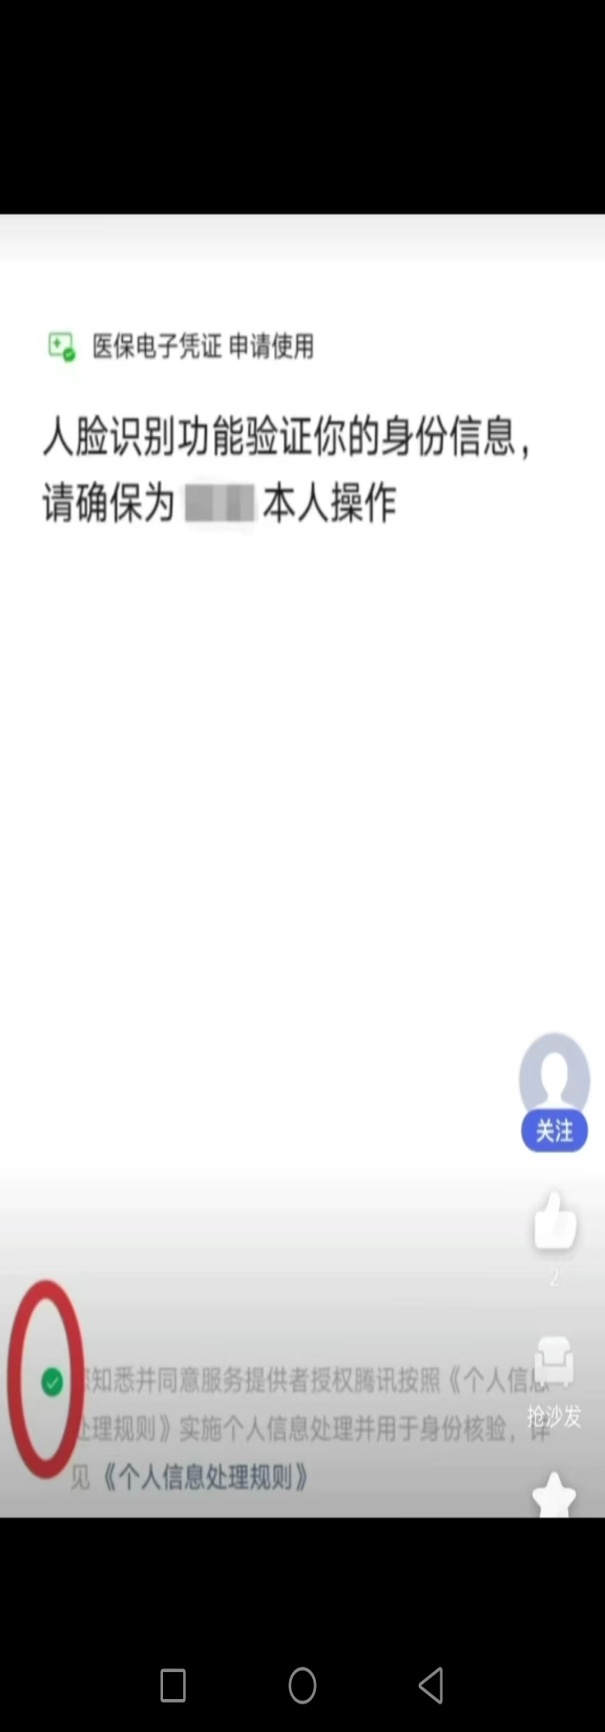 医保电子凭证 申请使用
人脸识别功能验证你的身份信息，
请确保为 本人操作
关注
2
知悉并同意服务提供者授权腾讯按照《个人信息
处理规则》实施个人信息处理并用于身份核验，详
抢沙发
见《个人信息处理规则》